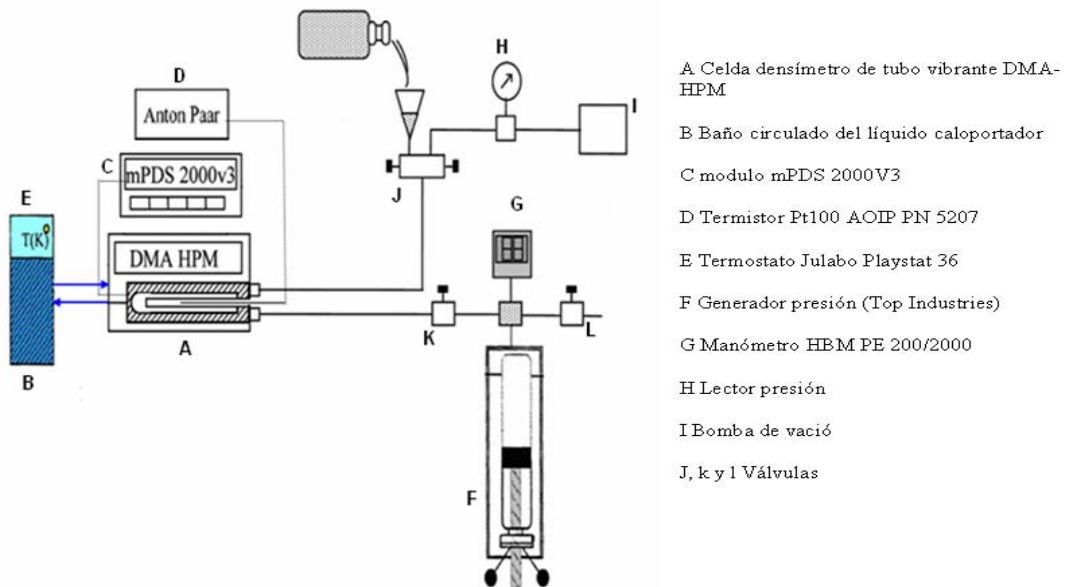 H
D
I
Anton Paar
C
mPDS 2000v3
J
E
G
T(K)
DMA HPM
A
K
L
B
F
A Celda densímetro de tubo vibrante DMA-
HPM
B Baño circulado del líquido caloportador
C modulo mPDS 2000V3
D Termistor Pt100 AOIP PN 5207
E Termostato Julabo Playstat 36
F Generador presión (Top Industries)
G Manómetro HBM PE 200/2000
H Lector presión
I Bomba de vació
J, k y l Válvulas